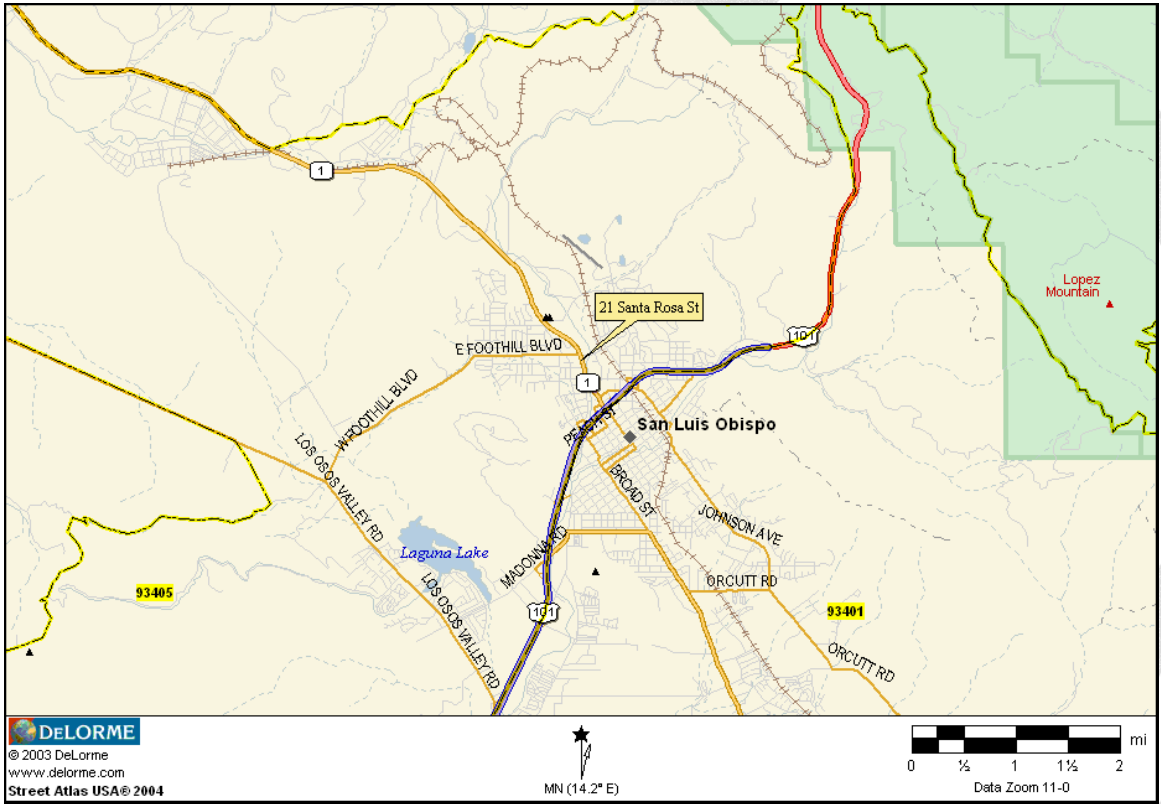 1
Lopez
Mountain
21 Santa Rosa St
101
E FOOTHILL BLVD
1
W FOOTHILL BLVD
PEACH ST
San Luis Obispo
LOS OSOS VALLEY RD
BROAD ST
JOHNSON AVE
Laguna Lake
MADONNA RD
93405
LOS OSOS VALLEY RD
ORCUTT RD
101
93401
ORCUTT RD
DELORME
© 2003 DeLorme
www.delorme.com
Street Atlas USA® 2004
MN (14.2° E)
mi
0 ½ 1 1½ 2
Data Zoom 11-0